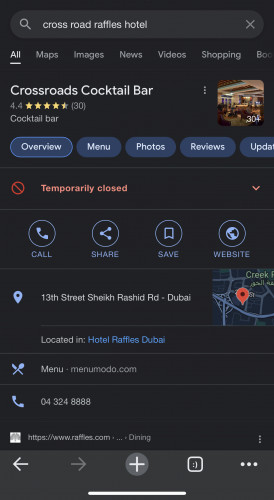 cross road raffles hotel
All Maps Images News Videos Shopping
Crossroads Cocktail Bar
4.4 (30)
Cocktail bar
30+
Overview Menu Photos Reviews Updat
Temporarily closed
CALL SHARE SAVE WEBSITE
13th Street Sheikh Rashid Rd - Dubai
Creek
Located in: Hotel Raffles Dubai
Menu · menumodo.com
04 324 8888
https://www.raffles.com › ... › Dining
:)